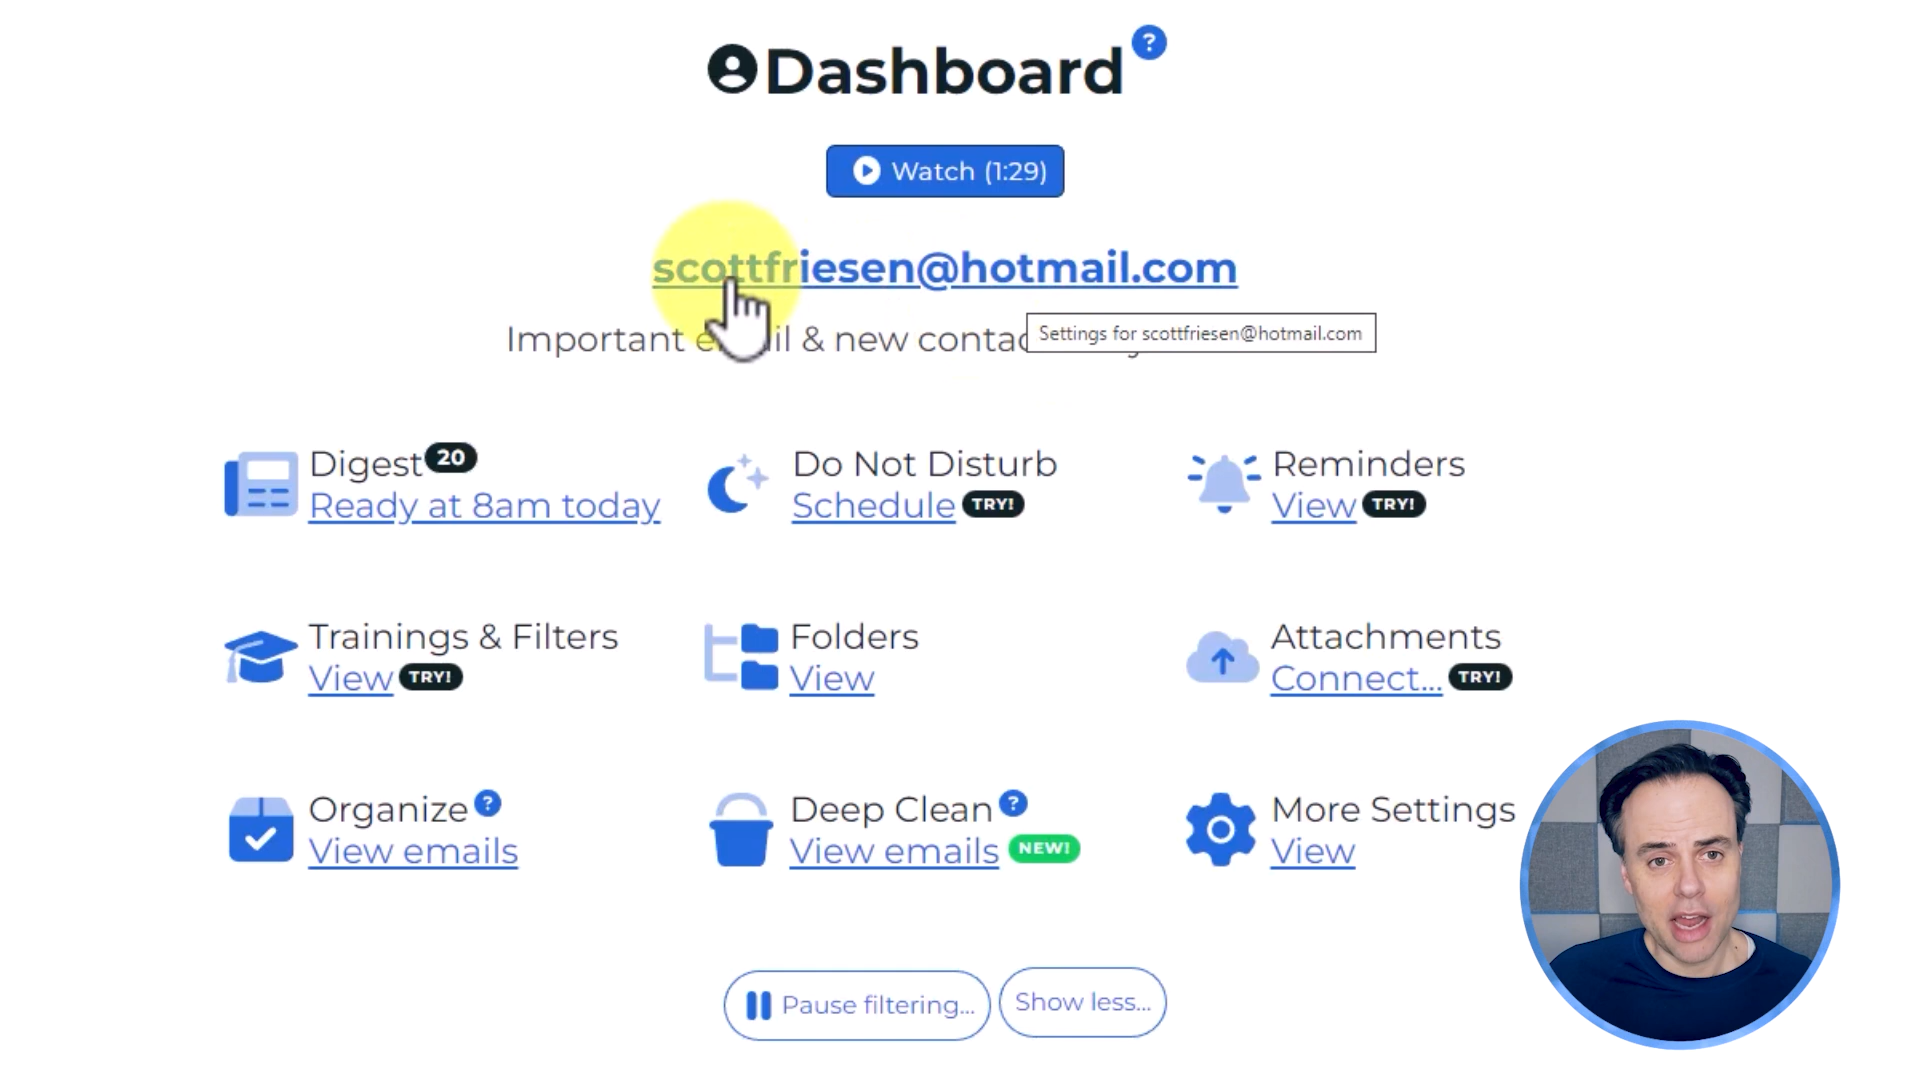 Dashboard ?
Watch (1:29)
scottfriesen@hotmail.com
Important email & new contac
Settings for scottfriesen@hotmail.com
Digest 20
Ready at 8am today
Do Not Disturb
Schedule TRY!
Reminders
View TRY!
Trainings & Filters
View TRY!
Folders
View
Attachments
Connect... TRY!
Organize ?
View emails
Deep Clean ?
View emails NEW!
More Settings
View
Pause filtering...
Show less...